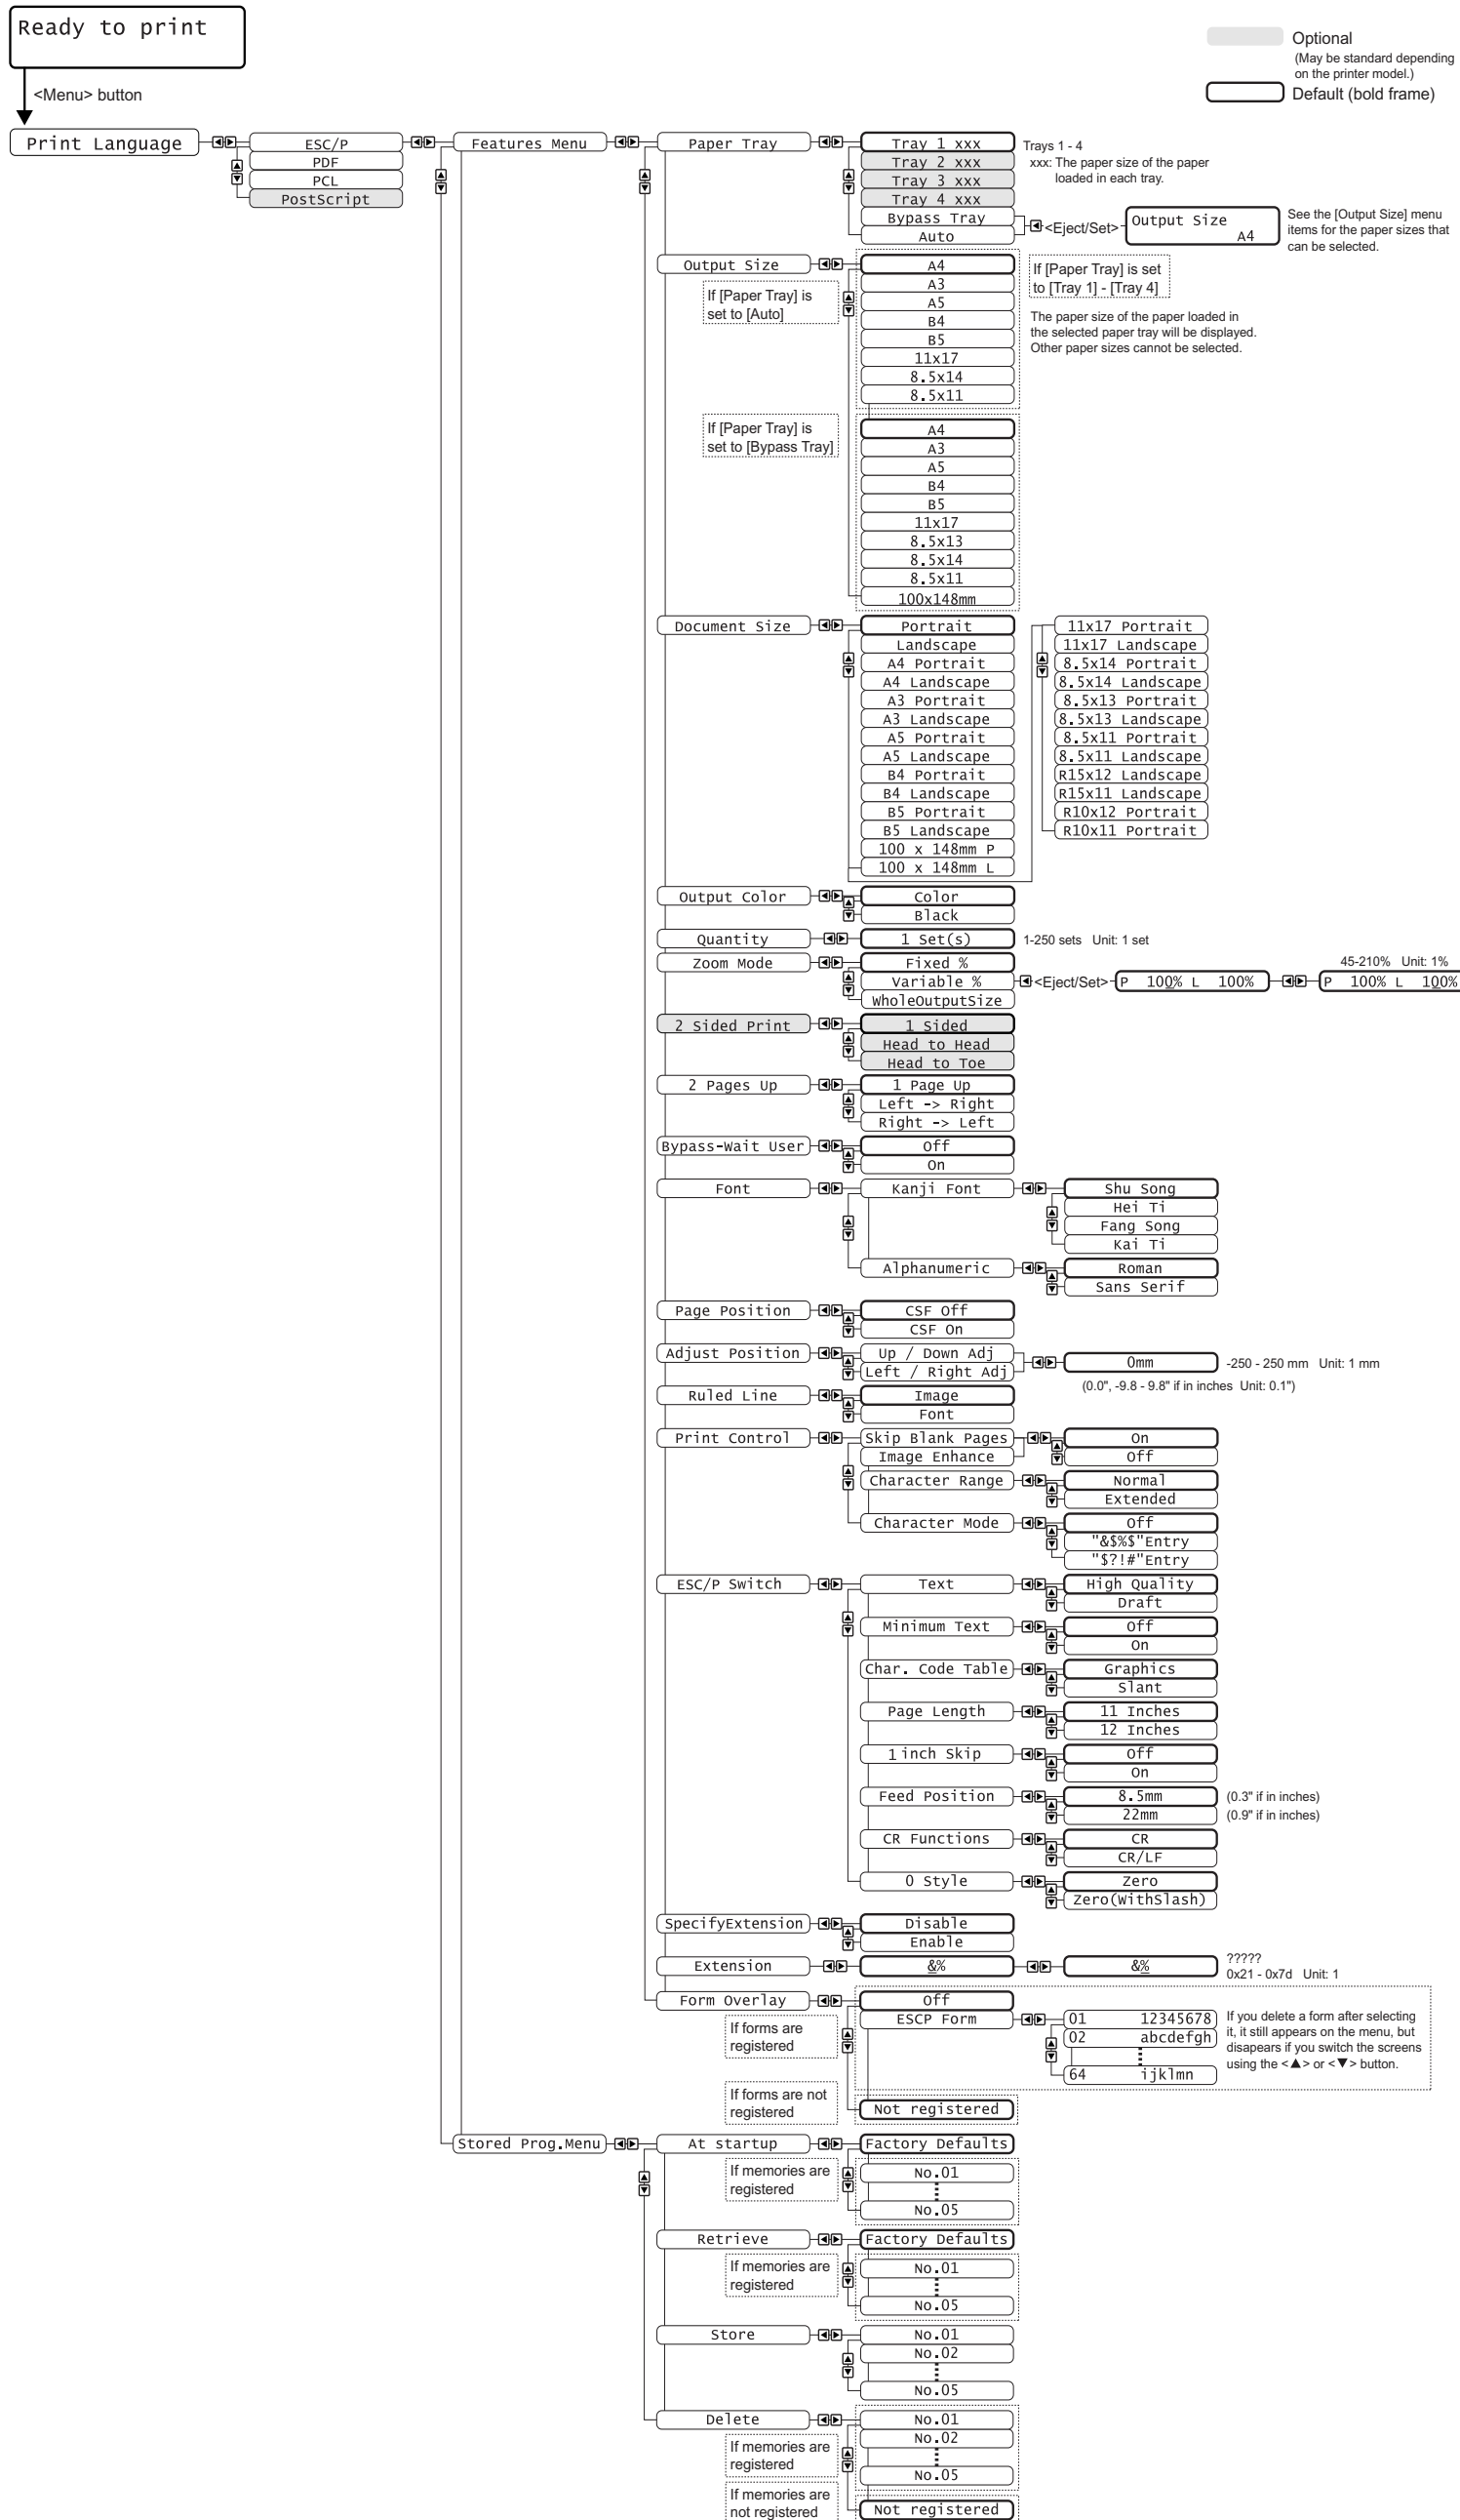 Ready to print
Optional
(May be standard depending
on the printer model.)
Default (bold frame)
<Menu> button
Print Language
ESC/P
PDF
PCL
PostScript
Features Menu
Paper Tray
Tray 1 xxx
Tray 2 xxx
Tray 3 xxx
Tray 4 xxx
Bypass Tray
Auto
Trays 1 - 4
xxx: The paper size of the paper
loaded in each tray.
<Eject/Set>
Output Size
A4
See the [Output Size] menu
items for the paper sizes that
can be selected.
Output Size
If [Paper Tray] is
set to [Auto]
A4
A3
A5
B4
B5
11x17
8.5x14
8.5x11
If [Paper Tray] is set
to [Tray 1] - [Tray 4]
The paper size of the paper loaded in
the selected paper tray will be displayed.
Other paper sizes cannot be selected.
If [Paper Tray] is
set to [Bypass Tray]
A4
A3
A5
B4
B5
11x17
8.5x13
8.5x14
8.5x11
100x148mm
Document Size
Portrait
Landscape
A4 Portrait
A4 Landscape
A3 Portrait
A3 Landscape
A5 Portrait
A5 Landscape
B4 Portrait
B4 Landscape
B5 Portrait
B5 Landscape
100 x 148mm P
100 x 148mm L
11x17 Portrait
11x17 Landscape
8.5x14 Portrait
8.5x14 Landscape
8.5x13 Portrait
8.5x13 Landscape
8.5x11 Portrait
8.5x11 Landscape
R15x12 Landscape
R15x11 Landscape
R10x12 Portrait
R10x11 Portrait
Output Color
Color
Black
Quantity
1 Set(s)
1-250 sets Unit: 1 set
Zoom Mode
Fixed %
Variable %
WholeOutputSize
<Eject/Set>
P 100% L 100%
45-210% Unit: 1%
P 100% L 100%
2 Sided Print
1 Sided
Head to Head
Head to Toe
2 Pages Up
1 Page Up
Left -> Right
Right -> Left
Bypass-Wait User
Off
On
Font
Kanji Font
Shu Song
Hei Ti
Fang Song
Kai Ti
Alphanumeric
Roman
Sans Serif
Page Position
CSF Off
CSF On
Adjust Position
Up / Down Adj
Left / Right Adj
0mm
-250 - 250 mm Unit: 1 mm
(0.0", -9.8 - 9.8" if in inches Unit: 0.1")
Ruled Line
Image
Font
Print Control
Skip Blank Pages
Image Enhance
On
Off
Character Range
Normal
Extended
Character Mode
Off
"&$%$"Entry
"$?!#"Entry
ESC/P Switch
Text
High Quality
Draft
Minimum Text
Off
On
Char. Code Table
Graphics
Slant
Page Length
11 Inches
12 Inches
1 inch Skip
Off
On
Feed Position
8.5mm
(0.3" if in inches)
22mm
(0.9" if in inches)
CR Functions
CR
CR/LF
0 Style
Zero
Zero(WithSlash)
SpecifyExtension
Disable
Enable
Extension
&%
&%
?????
0x21 - 0x7d Unit: 1
Form Overlay
If forms are
registered
Off
ESCP Form
01 12345678
02 abcdefgh
64 ijklmn
If you delete a form after selecting
it, it still appears on the menu, but
disapears if you switch the screens
using the <▲> or <▼> button.
If forms are not
registered
Not registered
Stored Prog.Menu
At startup
Factory Defaults
If memories are
registered
No.01
No.05
Retrieve
Factory Defaults
If memories are
registered
No.01
No.05
Store
No.01
No.02
No.05
Delete
No.01
No.02
No.05
If memories are
registered
If memories are
not registered
Not registered